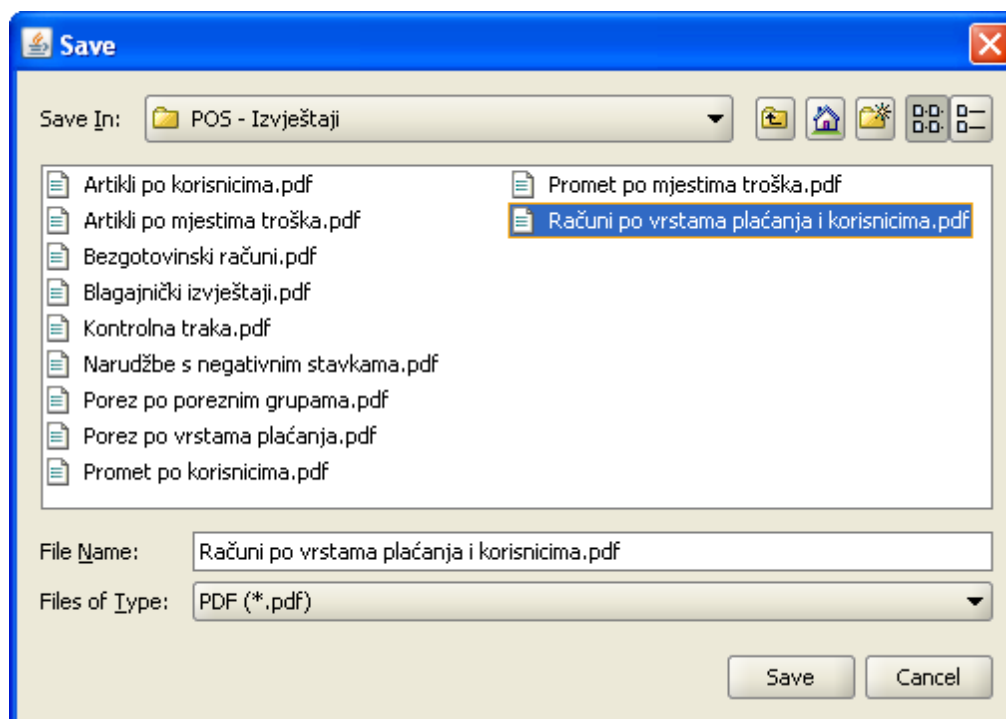 Save
Save In: POS - Izvještaji
Artikli po korisnicima.pdf
Artikli po mjestima troška.pdf
Bezgotovinski računi.pdf
Blagajnički izvještaji.pdf
Kontrolna traka.pdf
Narudžbe s negativnim stavkama.pdf
Porez po poreznim grupama.pdf
Porez po vrstama plaćanja.pdf
Promet po korisnicima.pdf
Promet po mjestima troška.pdf
Računi po vrstama plaćanja i korisnicima.pdf
File Name: Računi po vrstama plaćanja i korisnicima.pdf
Files of Type: PDF (*.pdf)
Save Cancel